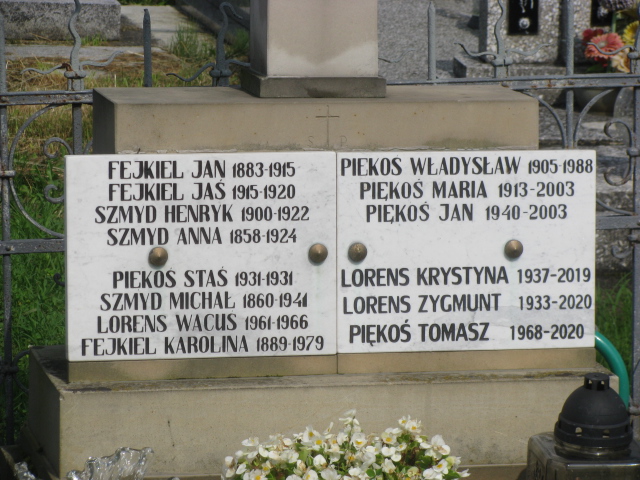 S P
FEJKIEL JAN 1883-1915
FEJKIEL JAŚ 1915-1920
SZMYD HENRYK 1900-1922
SZMYD ANNA 1858-1924
PIEKOŚ STAŚ 1931-1931
SZMYD MICHAŁ 1860-1941
LORENS WACUS 1961-1966
FEJKIEL KAROLINA 1889-1979
PIEKOS WŁADYSŁAW 1905-1988
PIĘKOŚ MARIA 1913-2003
PIĘKOŚ JAN 1940-2003
LORENS KRYSTYNA 1937-2019
LORENS ZYGMUNT 1933-2020
PIĘKOŚ TOMASZ 1968-2020